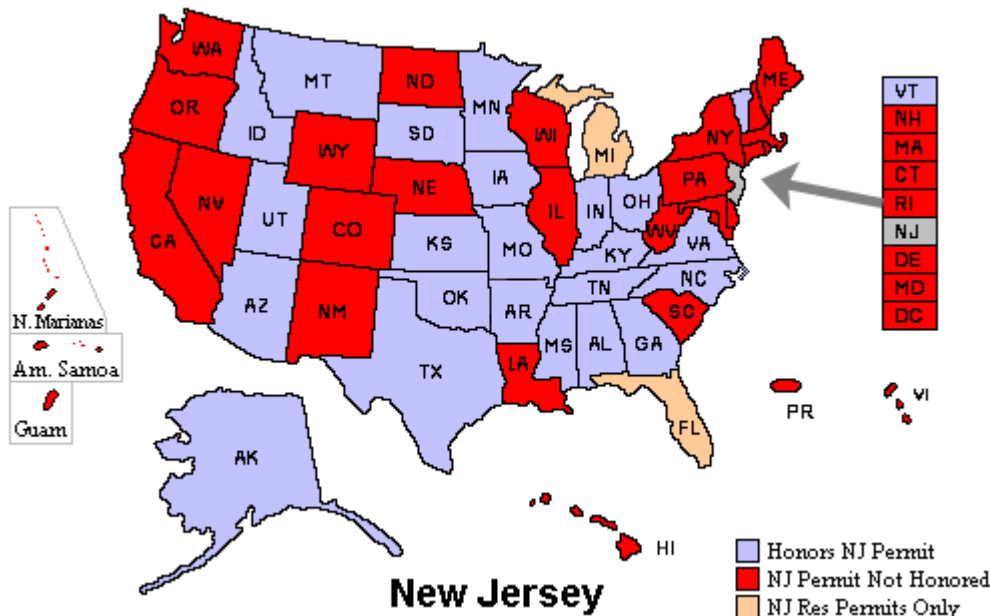 WA
MT
ND
MN
ME
VT
OR
ID
SD
WI
MI
NY
NH
WY
MA
IA
PA
CT
NE
NV
UT
CO
IL
IN
OH
WV
RI
NJ
CA
KS
MO
KY
VA
DE
MD
DC
AZ
NM
OK
AR
TN
NC
SC
N. Marianas
MS
AL
GA
Am. Samoa
LA
TX
Guam
FL
PR
VI
AK
HI
Honors NJ Permit
NJ Permit Not Honored
NJ Res Permits Only
New Jersey